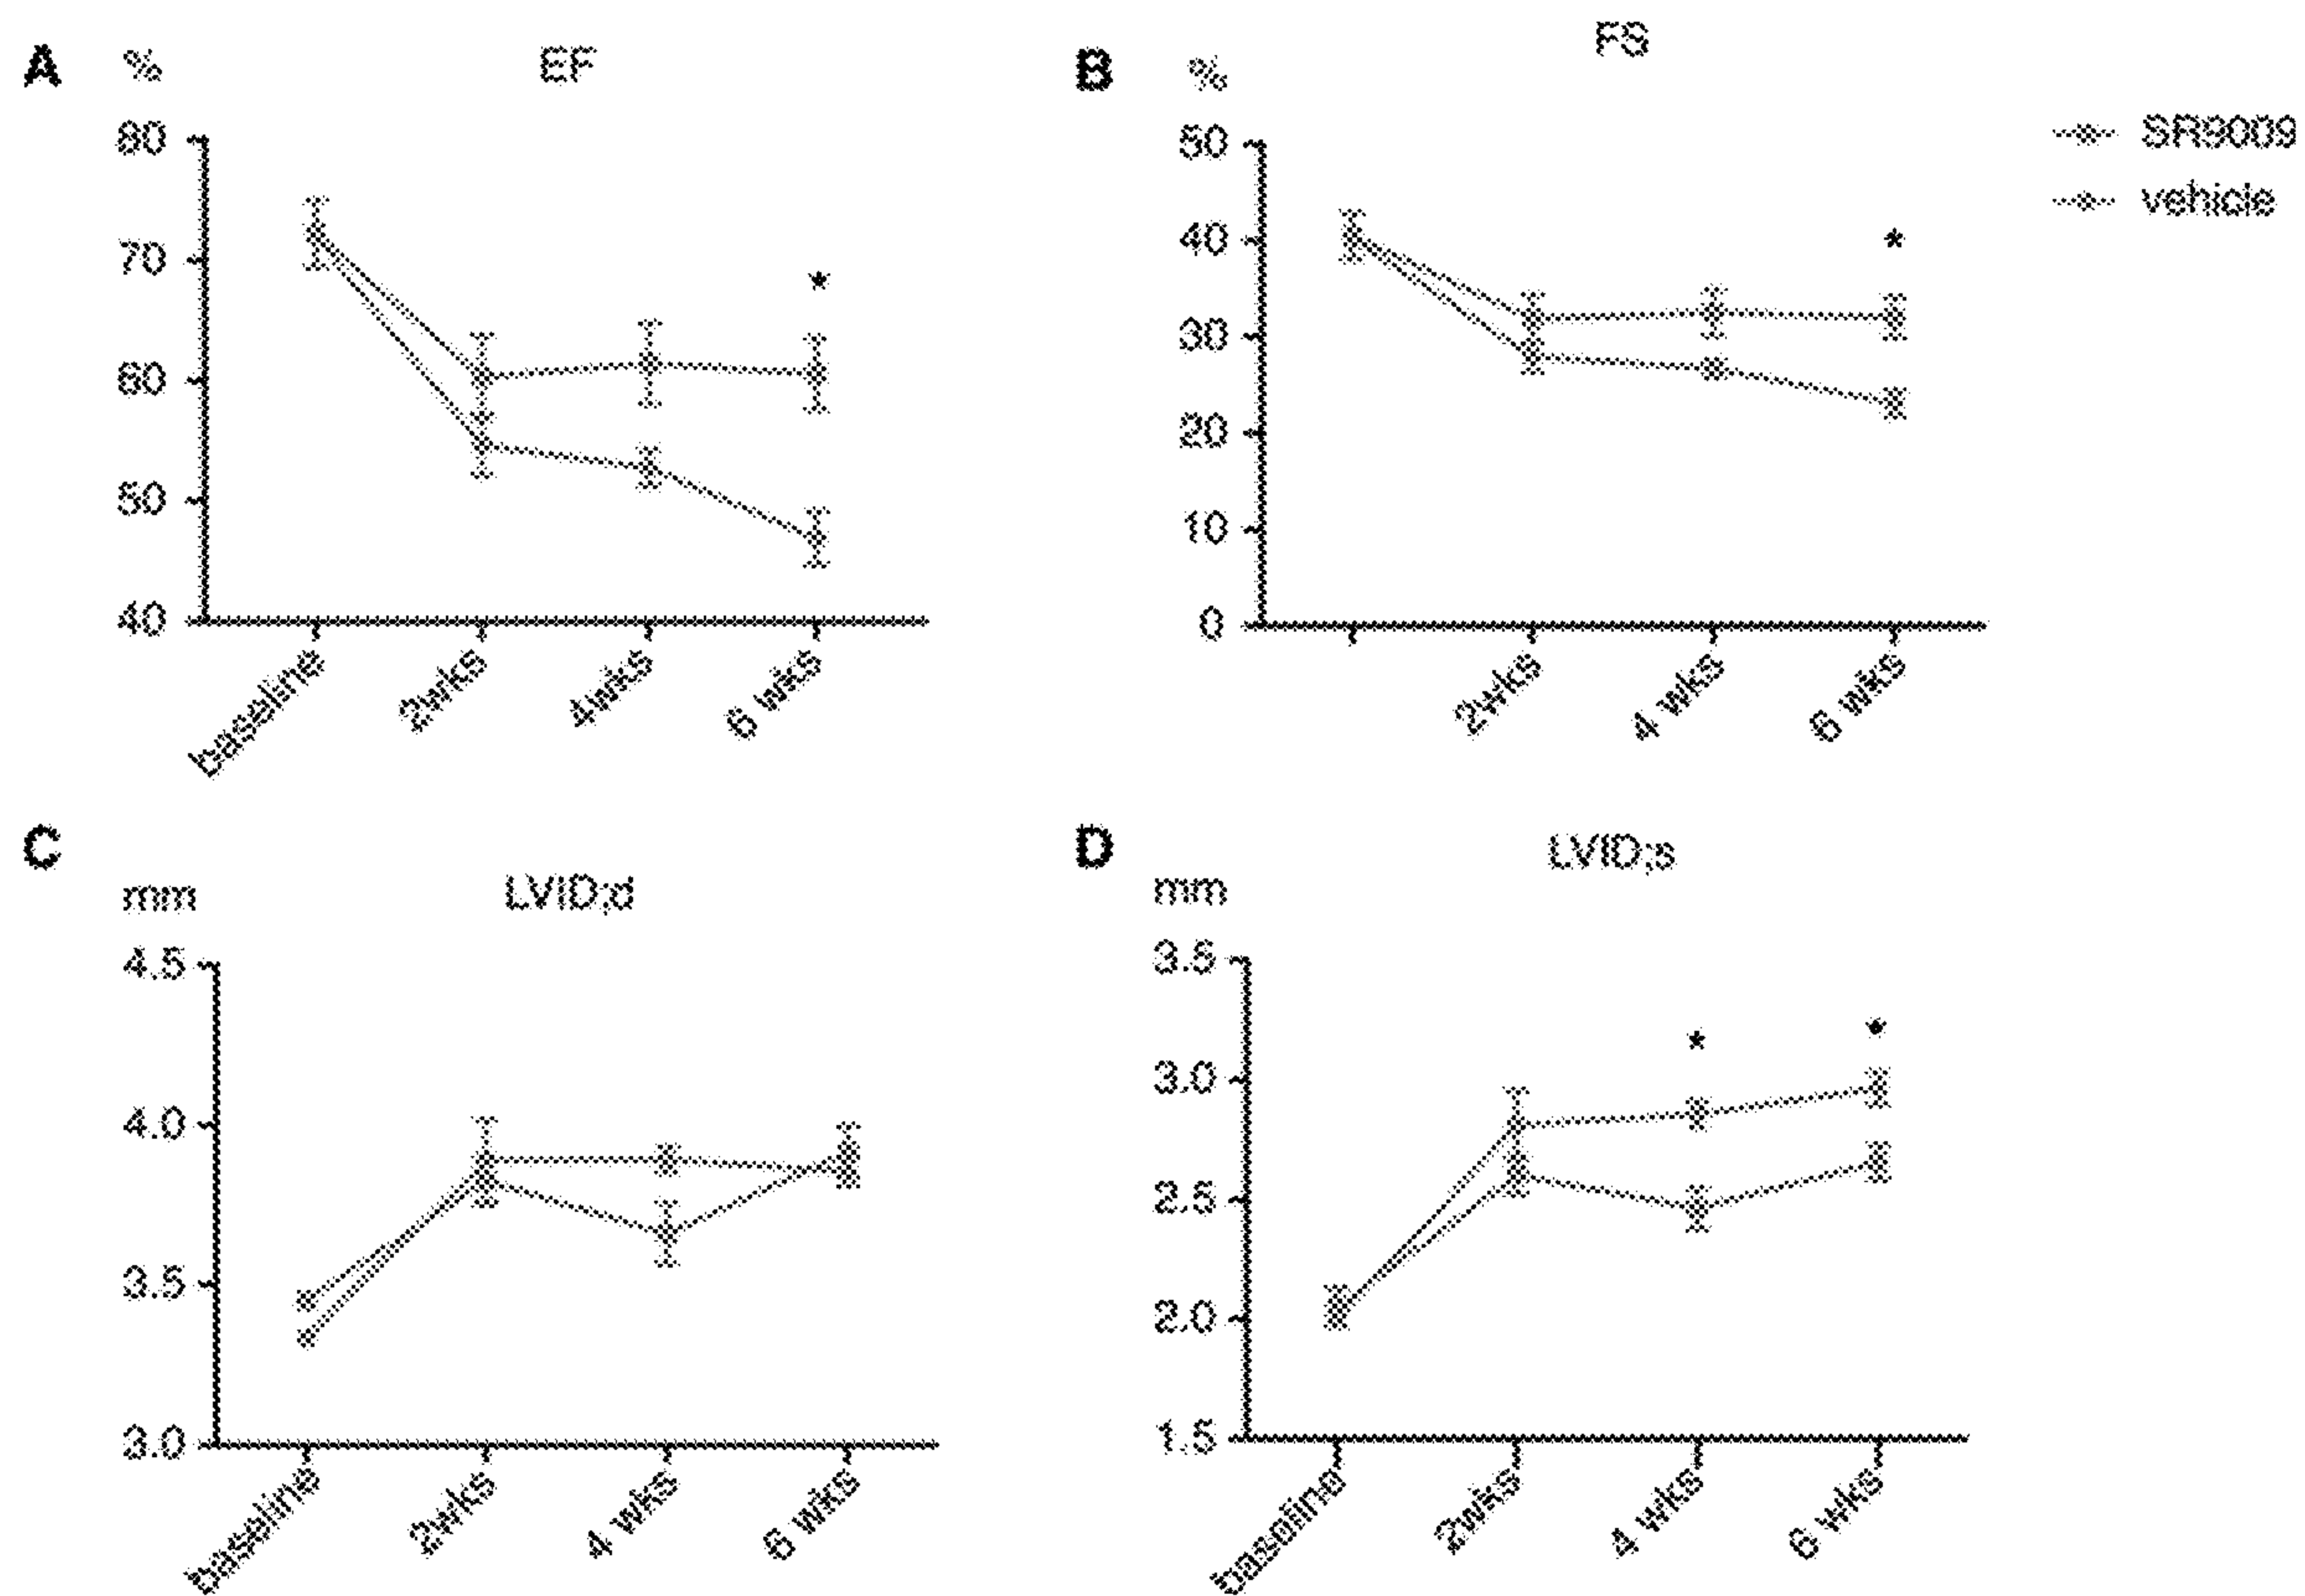 A % EF
80
70
60
50
40
baseline 2wks 4wks 6 wks
*
B % FS
50
40
30
20
10
0
2wks 4 wks 6 wks
*
SR9009
vehicle
C
mm LVID;d
4.5
4.0
3.5
3.0
baseline 2wks 4 wks 6 wks
D LVID;s
mm
3.5
3.0
2.5
2.0
1.5
baseline 2wks 4 wks 6 wks
* *